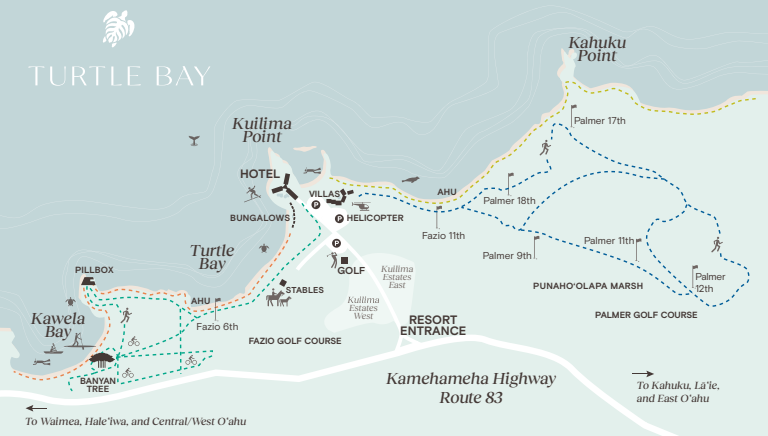 TURTLE BAY
Kahuku
Point
Palmer 17th
Kuilima
Point
HOTEL
VILLAS
P
AHU
Palmer 18th
BUNGALOWS
P
HELICOPTER
Fazio 11th
P
Palmer 11th
Turtle
Bay
Palmer 9th
GOLF
PILLBOX
Kuilima
Estates
East
Palmer
12th
STABLES
PUNAHO'OLAPA MARSH
AHU
Kuilima
Estates
West
Kawela
Bay
Fazio 6th
RESORT
ENTRANCE
PALMER GOLF COURSE
FAZIO GOLF COURSE
BANYAN
TREE
Kamehameha Highway
Route 83
To Kahuku, Lā'ie,
and East O'ahu
To Waimea, Hale'iwa, and Central/West O'ahu